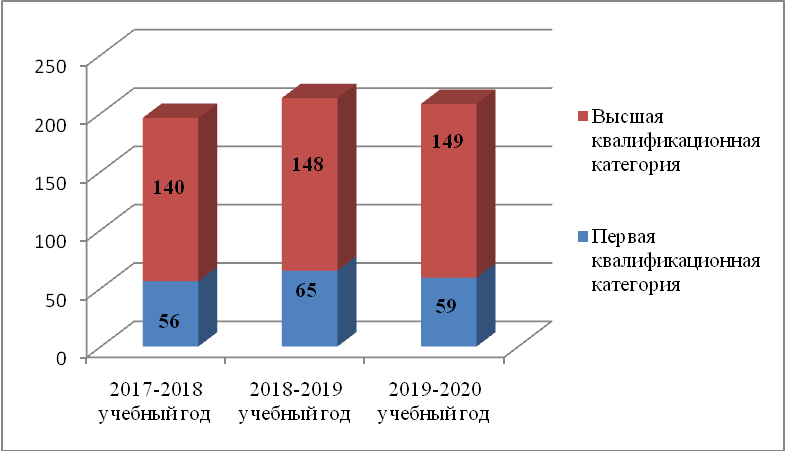 250
200
150
100
50
0
140
148
149
56
65
59
2017-2018
учебный год
2018-2019
учебный год
2019-2020
учебный год
Высшая
квалификационная
категория
Первая
квалификационная
категория